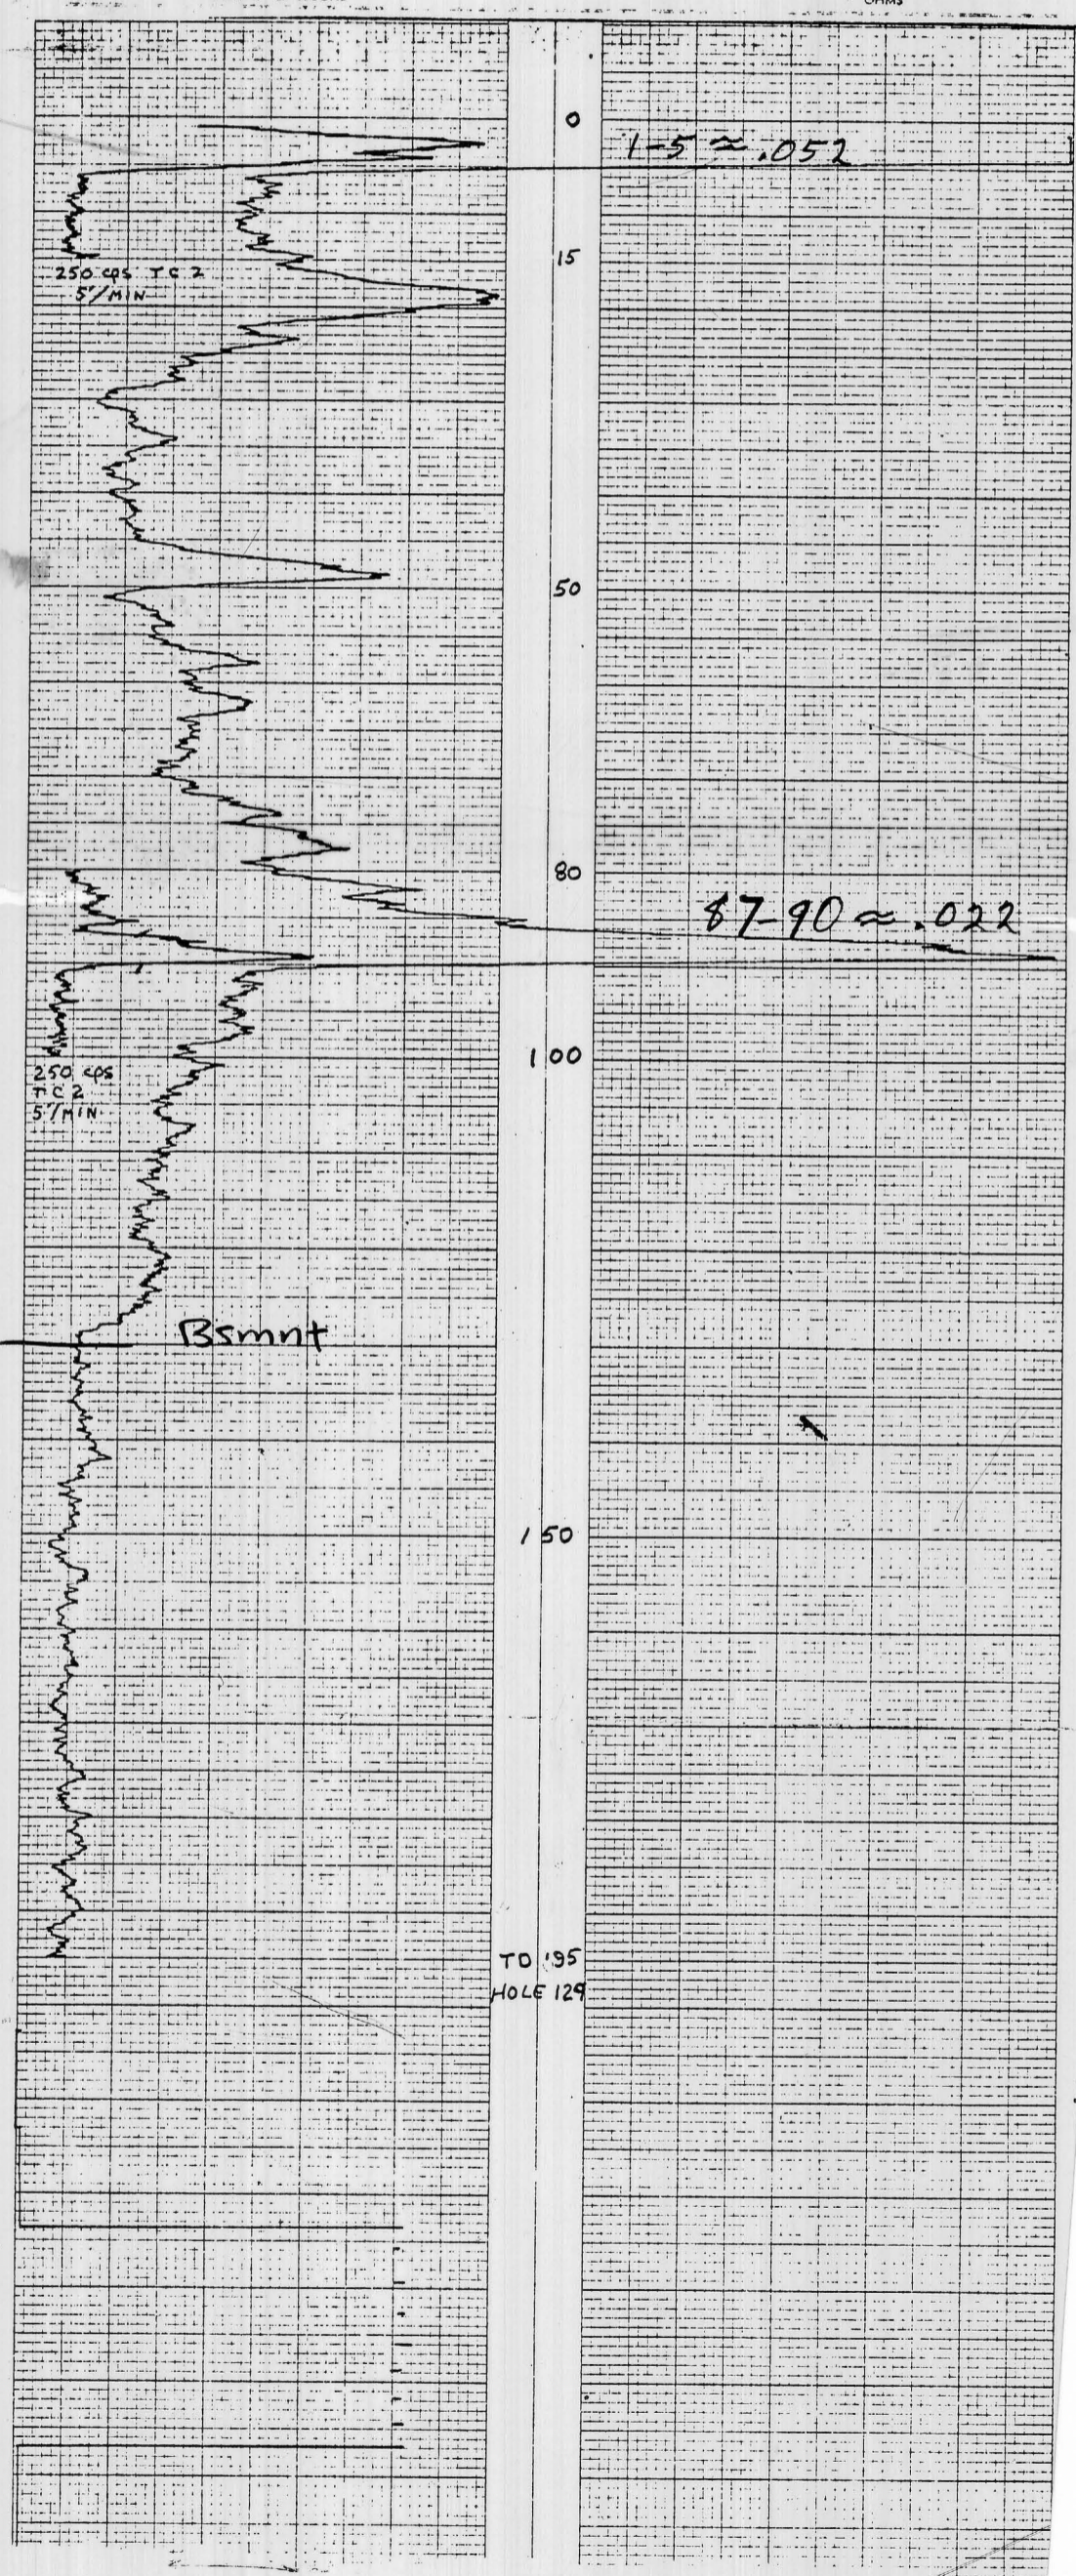 OHMS
0
1-5 ≈ .052
15
250 cps TC 2
5'/MIN
50
80
87-90 ≈ .022
100
250 cps
TC 2
5'/MIN
Bsmnt
150
TD 195
HOLE 129